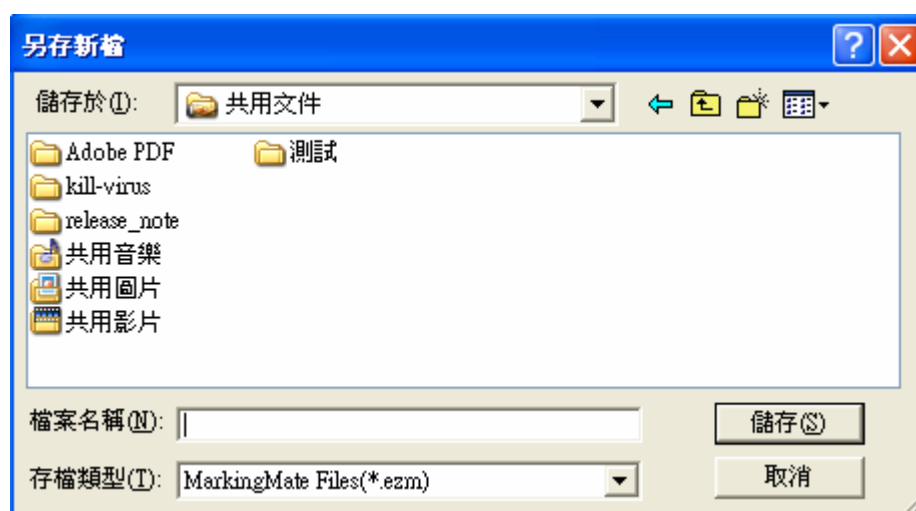 另存新檔
儲存於(I): 共用文件
Adobe PDF 測試
kill-virus
release_note
共用音樂
共用圖片
共用影片
檔案名稱(N): 儲存(S)
存檔類型(T): MarkingMate Files(*.ezm) 取消